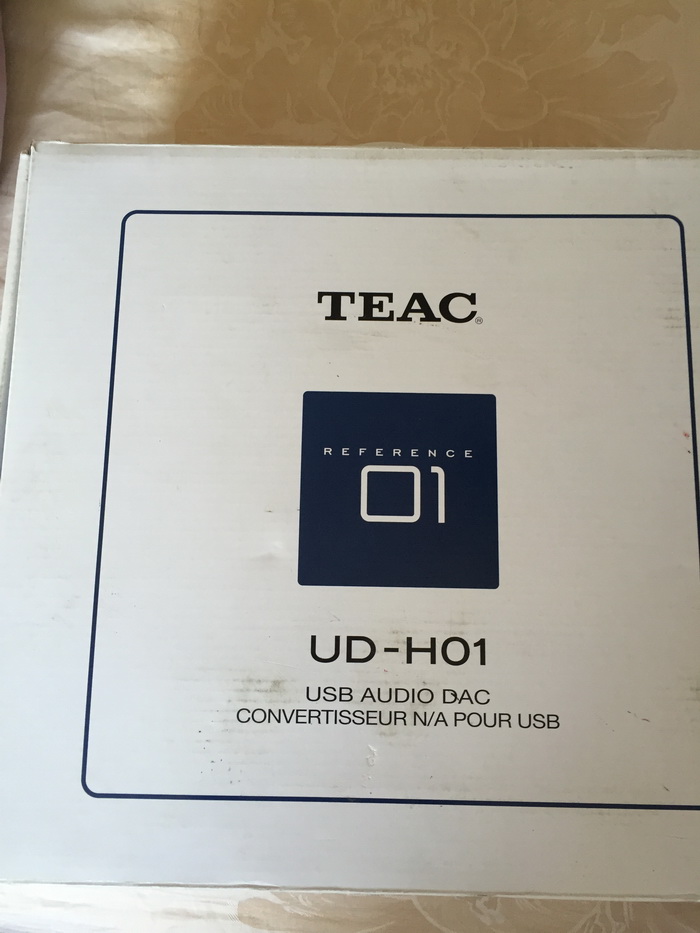 TEAC®
REFERENCE
01
UD-H01
USB AUDIO DAC
CONVERTISSEUR N/A POUR USB